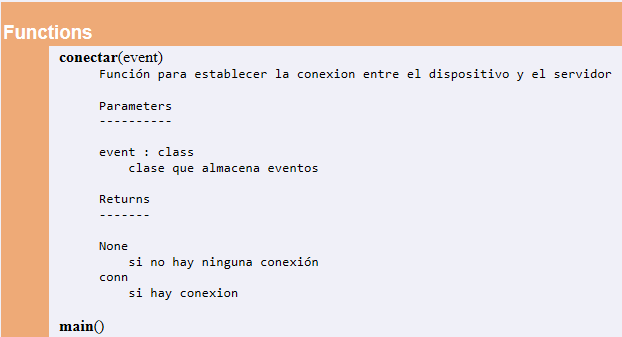 Functions
conectar(event)
Función para establecer la conexion entre el dispositivo y el servidor
Parameters
----------
event : class
clase que almacena eventos
Returns
-------
None
si no hay ninguna conexión
conn
si hay conexion
main()